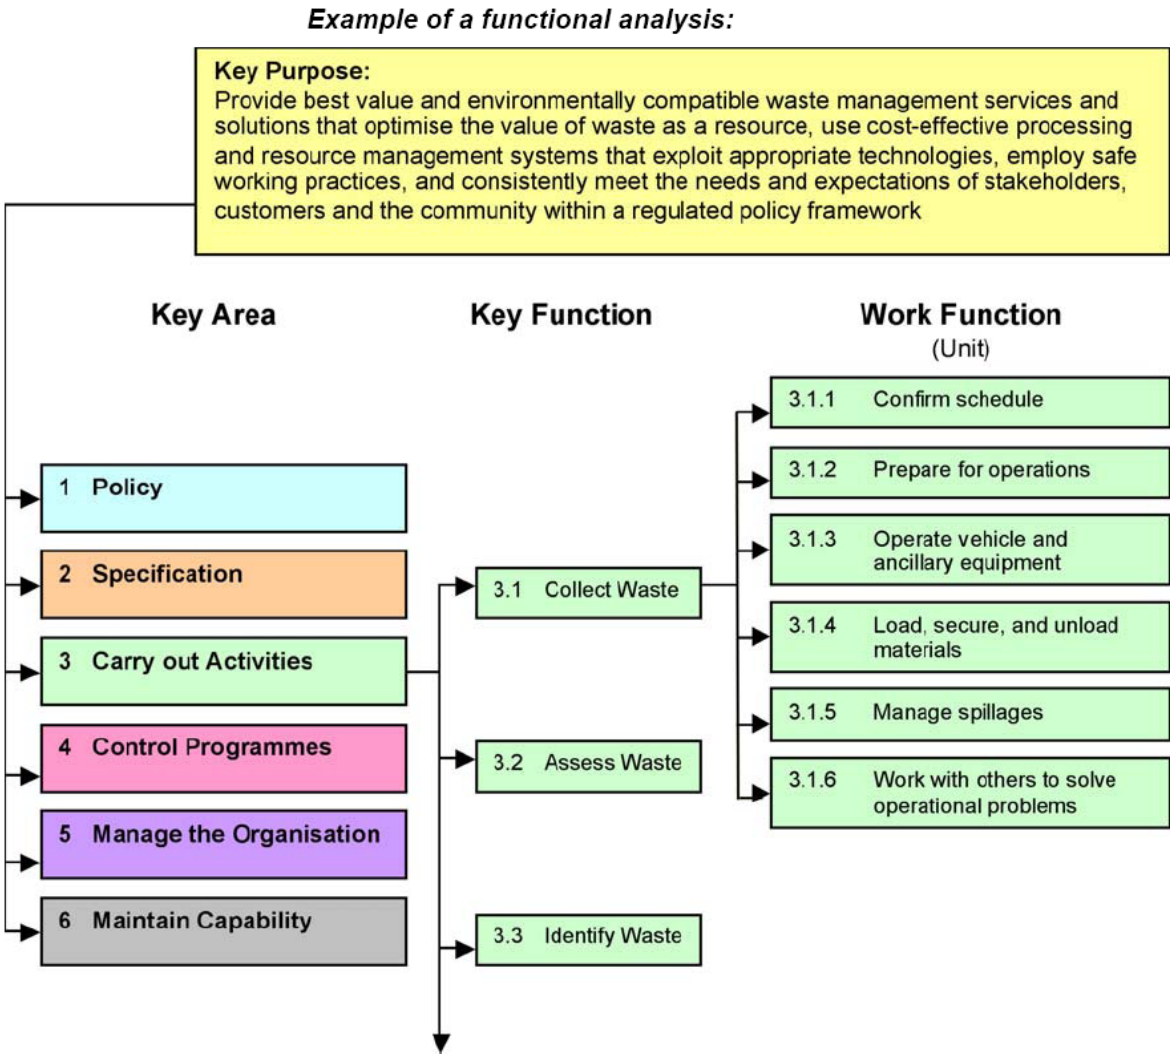 Example of a functional analysis:
Key Purpose:
Provide best value and environmentally compatible waste management services and
solutions that optimise the value of waste as a resource, use cost-effective processing
and resource management systems that exploit appropriate technologies, employ safe
working practices, and consistently meet the needs and expectations of stakeholders,
customers and the community within a regulated policy framework
Key Area
Key Function
Work Function
(Unit)
1 Policy
2 Specification
3 Carry out Activities
4 Control Programmes
5 Manage the Organisation
6 Maintain Capability
3.1 Collect Waste
3.2 Assess Waste
3.3 Identify Waste
3.1.1 Confirm schedule
3.1.2 Prepare for operations
3.1.3 Operate vehicle and
ancillary equipment
3.1.4 Load, secure, and unload
materials
3.1.5 Manage spillages
3.1.6 Work with others to solve
operational problems